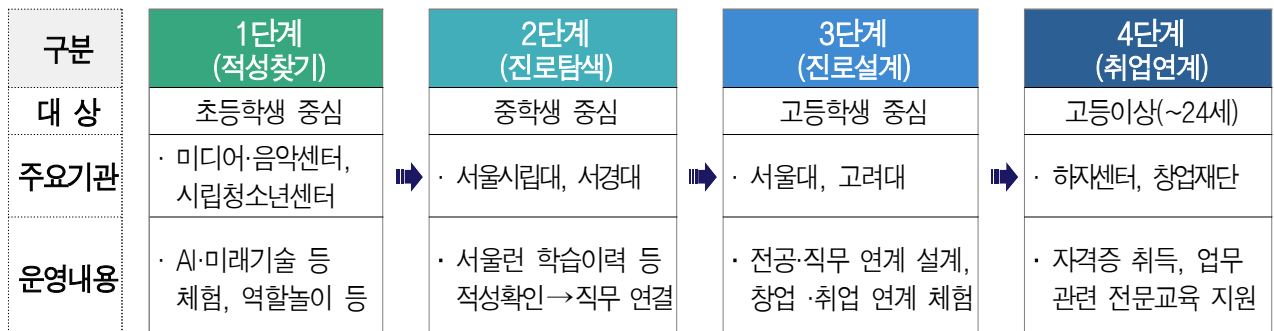 구분
1단계
(적성찾기)
2단계
(진로탐색)
3단계
(진로설계)
4단계
(취업연계)
대 상
초등학생 중심
중학생 중심
고등학생 중심
고등이상(~24세)
주요기관
· 미디어·음악센터,
시립청소년센터
· 서울시립대, 서경대
· 서울대, 고려대
· 하자센터, 창업재단
운영내용
· AI·미래기술 등
체험, 역할놀이 등
· 서울런 학습이력 등
적성확인→직무 연결
· 전공·직무 연계 설계,
창업 ·취업 연계 체험
· 자격증 취득, 업무
관련 전문교육 지원